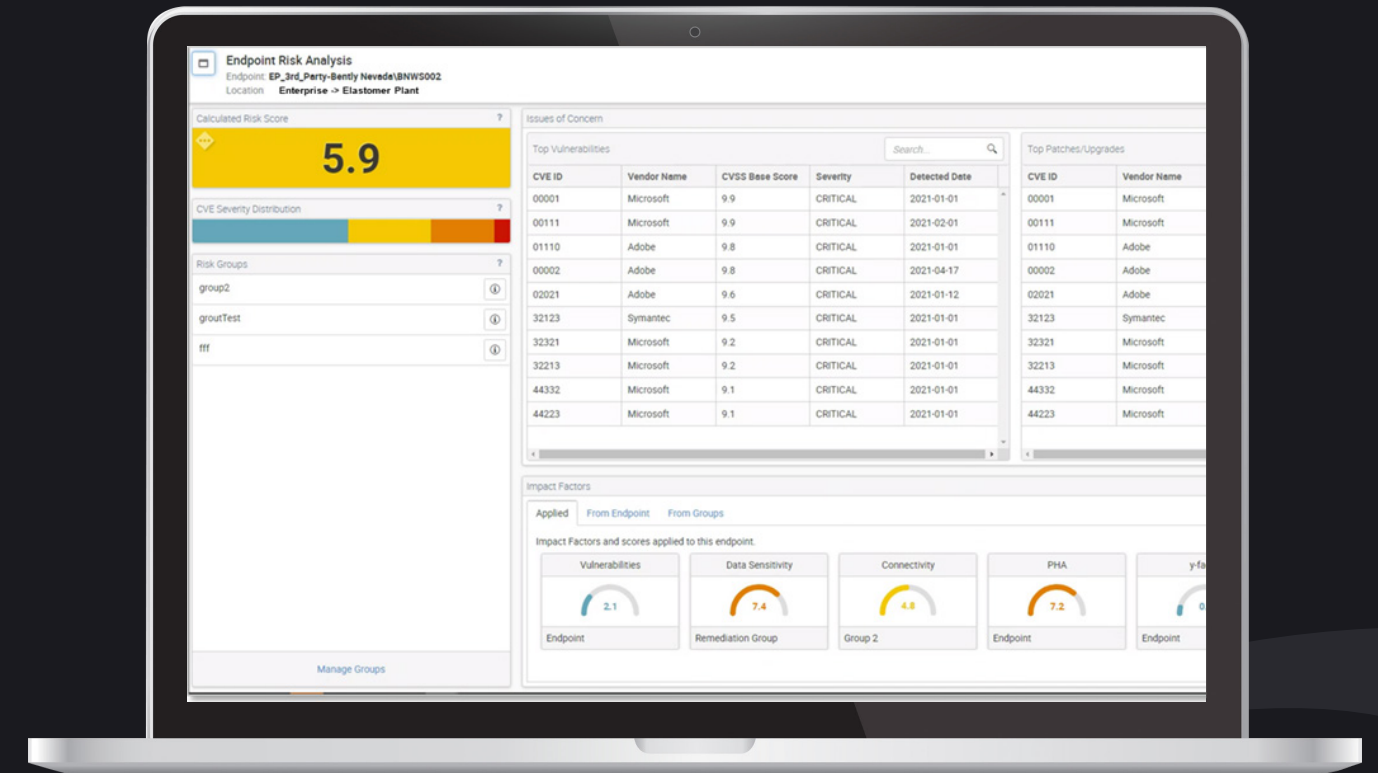 Endpoint Risk Analysis
Endpoint EP_3rd_Party-Bently Nevada\BNWS002
Location Enterprise -> Elastomer Plant
Calculated Risk Score ?
5.9
CVE Severity Distribution ?
Risk Groups ?
group2
groutTest
fff
Manage Groups
Issues of Concern
Top Vulnerabilities Search...
CVE ID Vendor Name CVSS Base Score Severity Detected Date
00001 Microsoft 9.9 CRITICAL 2021-01-01
00111 Microsoft 9.9 CRITICAL 2021-02-01
01110 Adobe 9.8 CRITICAL 2021-01-01
00002 Adobe 9.8 CRITICAL 2021-04-17
02021 Adobe 9.6 CRITICAL 2021-01-12
32123 Symantec 9.5 CRITICAL 2021-01-01
32321 Microsoft 9.2 CRITICAL 2021-01-01
32213 Microsoft 9.2 CRITICAL 2021-01-01
44332 Microsoft 9.1 CRITICAL 2021-01-01
44223 Microsoft 9.1 CRITICAL 2021-01-01
Top Patches/Upgrades
CVE ID Vendor Name
00001 Microsoft
00111 Microsoft
01110 Adobe
00002 Adobe
02021 Adobe
32123 Symantec
32321 Microsoft
32213 Microsoft
44332 Microsoft
44223 Microsoft
Impact Factors
Applied From Endpoint From Groups
Impact Factors and scores applied to this endpoint.
Vulnerabilities
2.1
Endpoint
Data Sensitivity
7.4
Remediation Group
Connectivity
4.8
Group 2
PHA
7.2
Endpoint
y-fa
0.
Endpoint